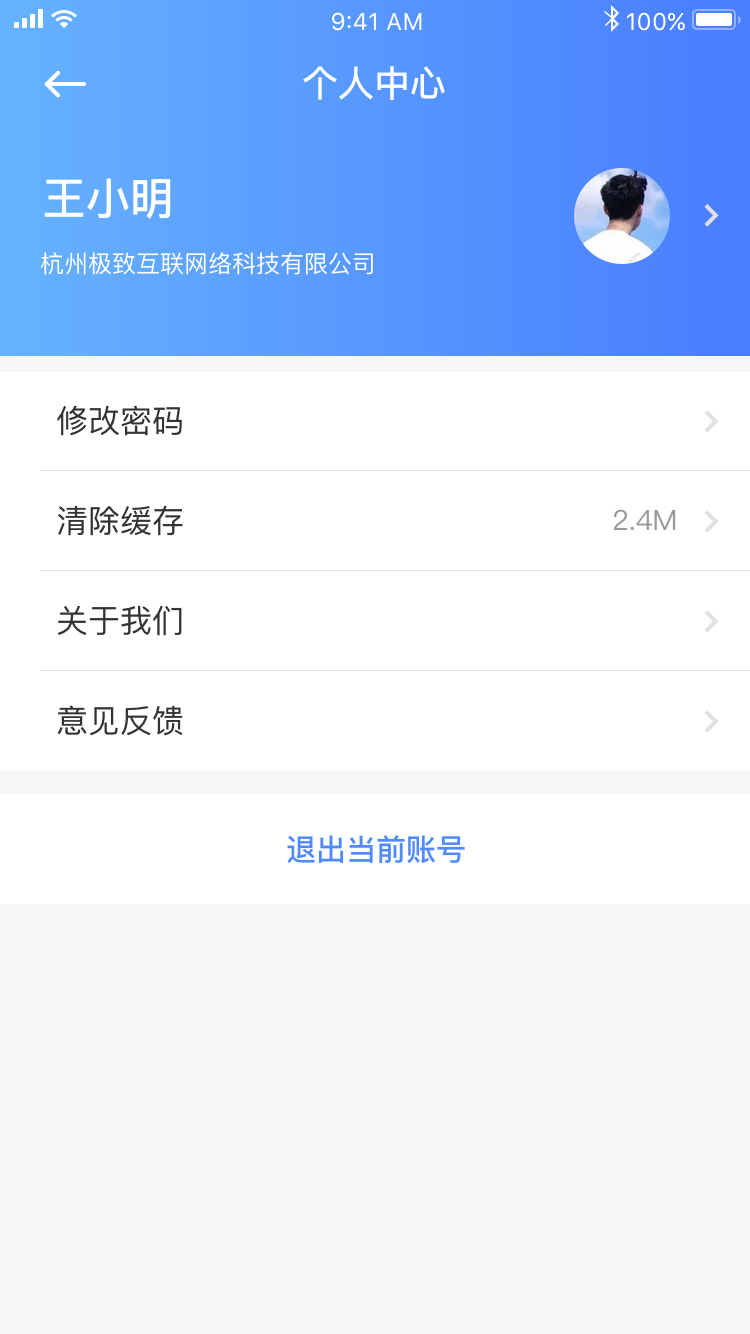 9:41 AM
100%
个人中心
王小明
杭州极致互联网络科技有限公司
修改密码
清除缓存
2.4M
关于我们
意见反馈
退出当前账号